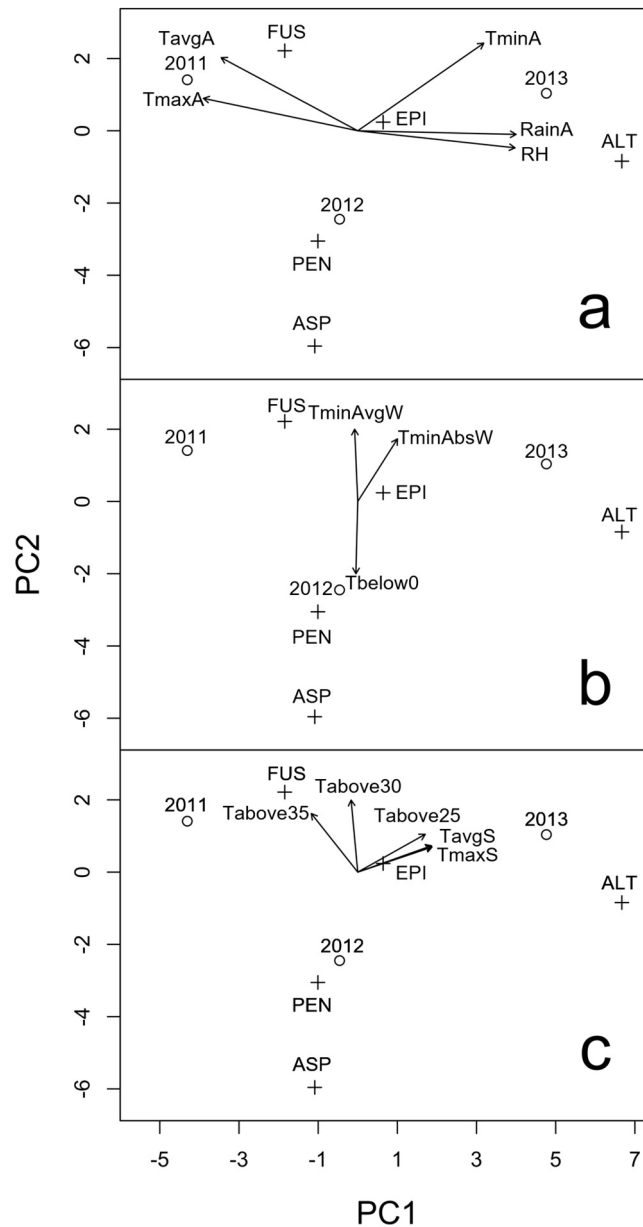 TavgA FUS TminA
2011 2013
TmaxA
EPI
RainA
ALT
RH
2012
PEN
ASP
a
2
0
-2
-4
-6
FUS
TminAvgW
2011 TminAbsW 2013
EPI
ALT
2012 Tbelow0
PEN
ASP
b
2
0
-2
-4
-6
PC2
FUS
Tabove30
2011 Tabove35 Tabove25 2013
TavgS
TmaxS
EPI
ALT
2012
PEN
ASP
c
2
0
-2
-4
-6
-5 -3 -1 1 3 5 7
PC1